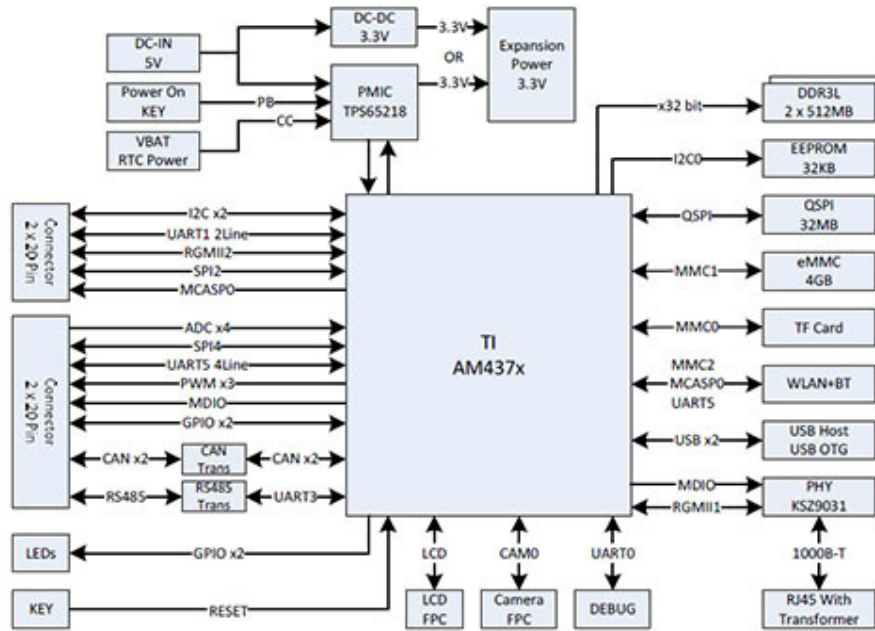 DC-IN
5V
DC-DC
3.3V
3.3V
OR
3.3V
Expansion
Power
3.3V
Power On
KEY
PB
PMIC
TPS65218
VBAT
RTC Power
CC
x32 bit
DDR3L
2 x 512MB
I2C0
EEPROM
32KB
Connector
2 x 20 Pin
I2C x2
UART1 2Line
RGMII2
SPI2
MCASP0
QSPI
QSPI
32MB
MMC1
eMMC
4GB
TI
AM437x
Connector
2 x 20 Pin
ADC x4
SPI4
UART5 4Line
PWM x3
MDIO
GPIO x2
CAN x2
CAN
Trans
CAN x2
RS485
RS485
Trans
UART3
MMC0
TF Card
MMC2
MCASP0
UART5
WLAN+BT
USB x2
USB Host
USB OTG
MDIO
RGMII1
PHY
KSZ9031
LEDs
GPIO x2
LCD
CAM0
UART0
1000B-T
KEY
RESET
LCD
FPC
Camera
FPC
DEBUG
RJ45 With
Transformer